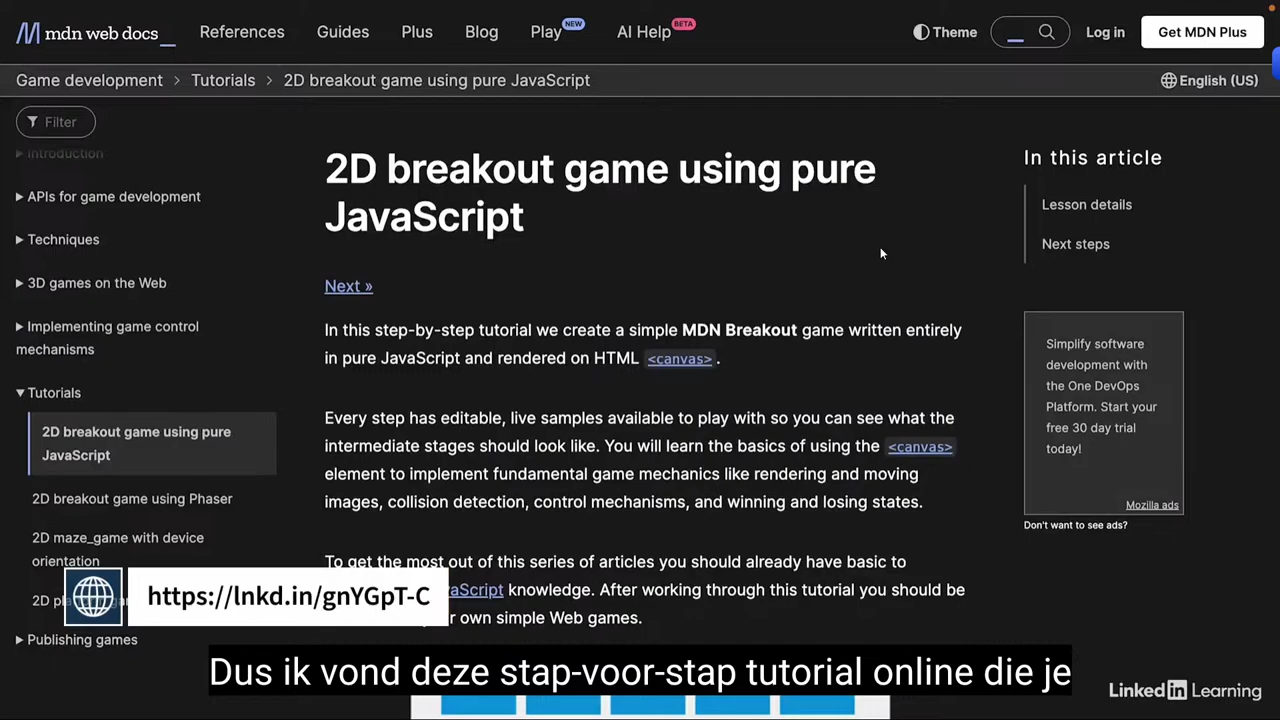 mdn web docs
References
Guides
Plus
Blog
Play
NEW
AI Help
BETA
Theme
Log in
Get MDN Plus
Game development
Tutorials
2D breakout game using pure JavaScript
English (US)
Filter
Introduction
APIs for game development
Techniques
3D games on the Web
Implementing game control
mechanisms
Tutorials
2D breakout game using pure
JavaScript
2D breakout game using Phaser
2D maze_game with device
orientation
2D
Publishing games
2D breakout game using pure
JavaScript
Next »
In this step-by-step tutorial we create a simple MDN Breakout game written entirely
in pure JavaScript and rendered on HTML <canvas>.
Every step has editable, live samples available to play with so you can see what the
intermediate stages should look like. You will learn the basics of using the <canvas>
element to implement fundamental game mechanics like rendering and moving
images, collision detection, control mechanisms, and winning and losing states.
To get the most out of this series of articles you should already have basic to
knowledge. After working through this tutorial you should be
own simple Web games.
In this article
Lesson details
Next steps
Simplify software
development with
the One DevOps
Platform. Start your
free 30 day trial
today!
Mozilla ads
Don't want to see ads?
https://lnkd.in/gnYGpT-C
Dus ik vond deze stap-voor-stap tutorial online die je
LinkedIn Learning